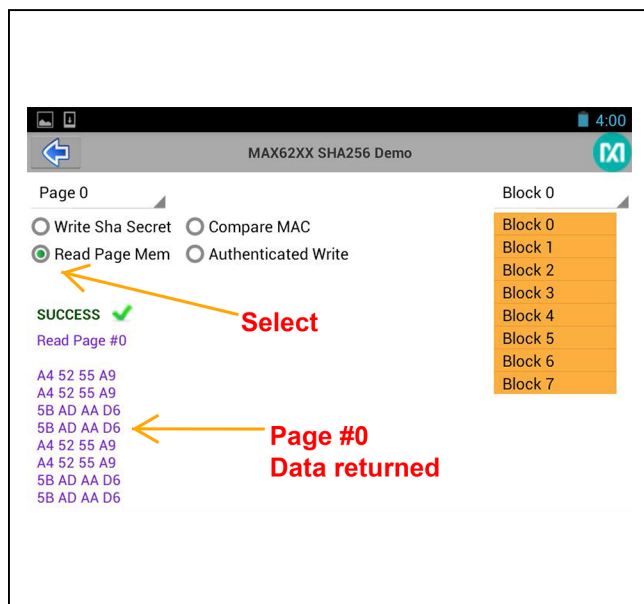 4:00
MAX62XX SHA256 Demo
Page 0
Block 0
Write Sha Secret
Compare MAC
Read Page Mem
Authenticated Write
Block 0
Block 1
Block 2
Block 3
Block 4
Block 5
Block 6
Block 7
Select
SUCCESS
Read Page #0
A4 52 55 A9
A4 52 55 A9
5B AD AA D6
5B AD AA D6
A4 52 55 A9
A4 52 55 A9
5B AD AA D6
5B AD AA D6
Page #0
Data returned